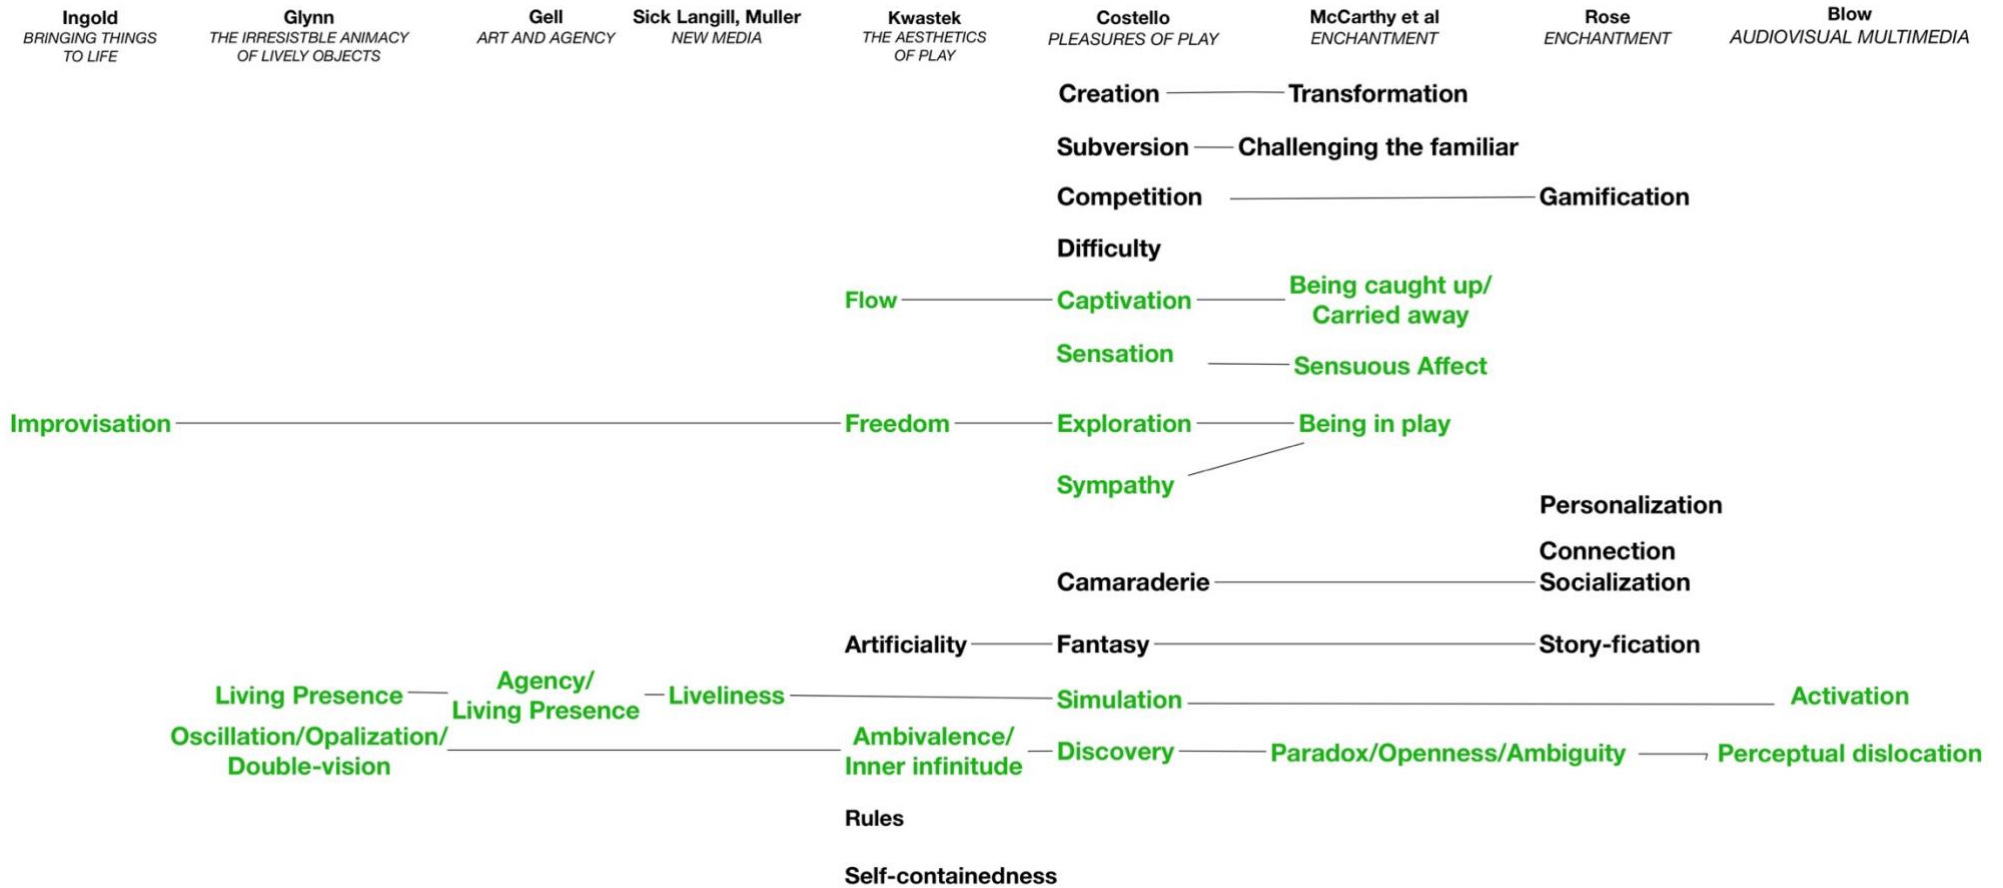 Ingold
BRINGING THINGS
TO LIFE
Glynn
THE IRRESISTBLE ANIMACY
OF LIVELY OBJECTS
Gell
ART AND AGENCY
Sick Langill, Muller
NEW MEDIA
Kwastek
THE AESTHETICS
OF PLAY
Costello
PLEASURES OF PLAY
McCarthy et al
ENCHANTMENT
Rose
ENCHANTMENT
Blow
AUDIOVISUAL MULTIMEDIA
Creation
Transformation
Subversion
Challenging the familiar
Competition
Gamification
Difficulty
Flow
Captivation
Being caught up/
Carried away
Sensation
Sensuous Affect
Improvisation
Freedom
Exploration
Being in play
Sympathy
Personalization
Connection
Camaraderie
Socialization
Artificiality
Fantasy
Story-fication
Living Presence
Agency/
Living Presence
Liveliness
Simulation
Activation
Oscillation/Opalization/
Double-vision
Ambivalence/
Inner infinitude
Discovery
Paradox/Openness/Ambiguity
Perceptual dislocation
Rules
Self-containedness